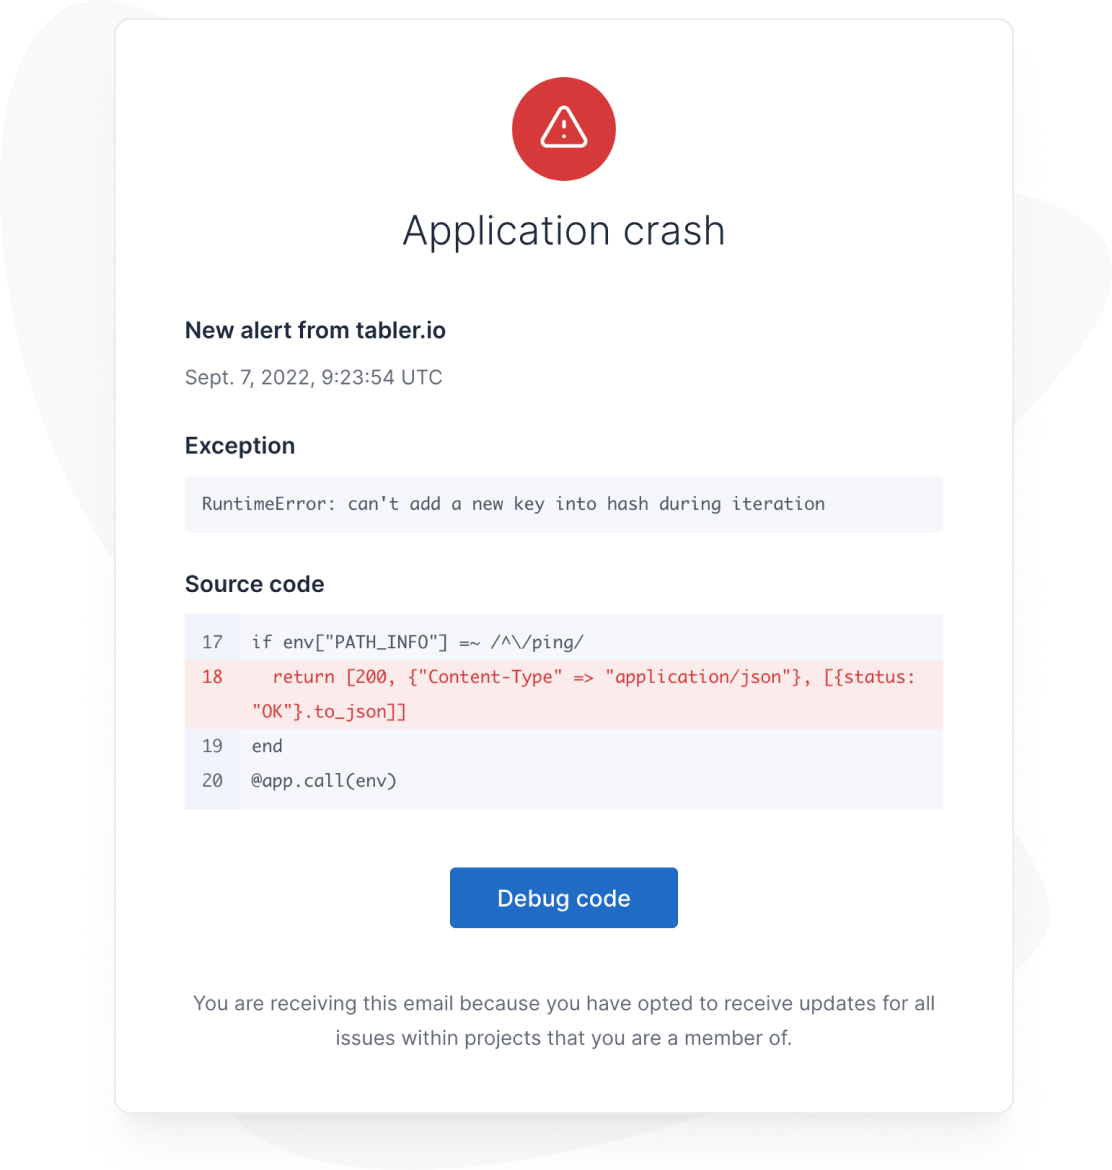 Application crash
New alert from tabler.io
Sept. 7, 2022, 9:23:54 UTC
Exception
RuntimeError: can't add a new key into hash during iteration
Source code
17 if env["PATH_INFO"] =~ /^\/ping/
18 return [200, {"Content-Type" => "application/json"}, [{status:
"OK"}.to_json]]
19 end
20 @app.call(env)
Debug code
You are receiving this email because you have opted to receive updates for all
issues within projects that you are a member of.